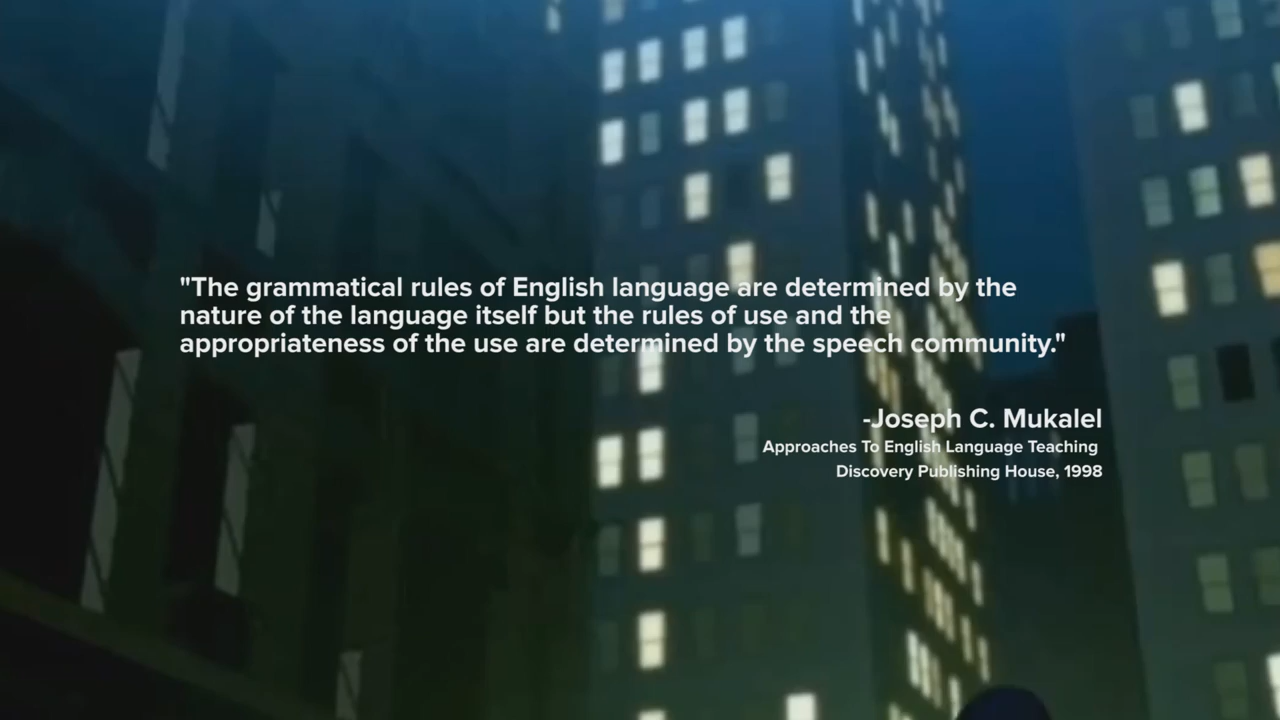 "The grammatical rules of English language are determined by the
nature of the language itself but the rules of use and the
appropriateness of the use are determined by the speech community."
-Joseph C. Mukalel
Approaches To English Language Teaching
Discovery Publishing House, 1998